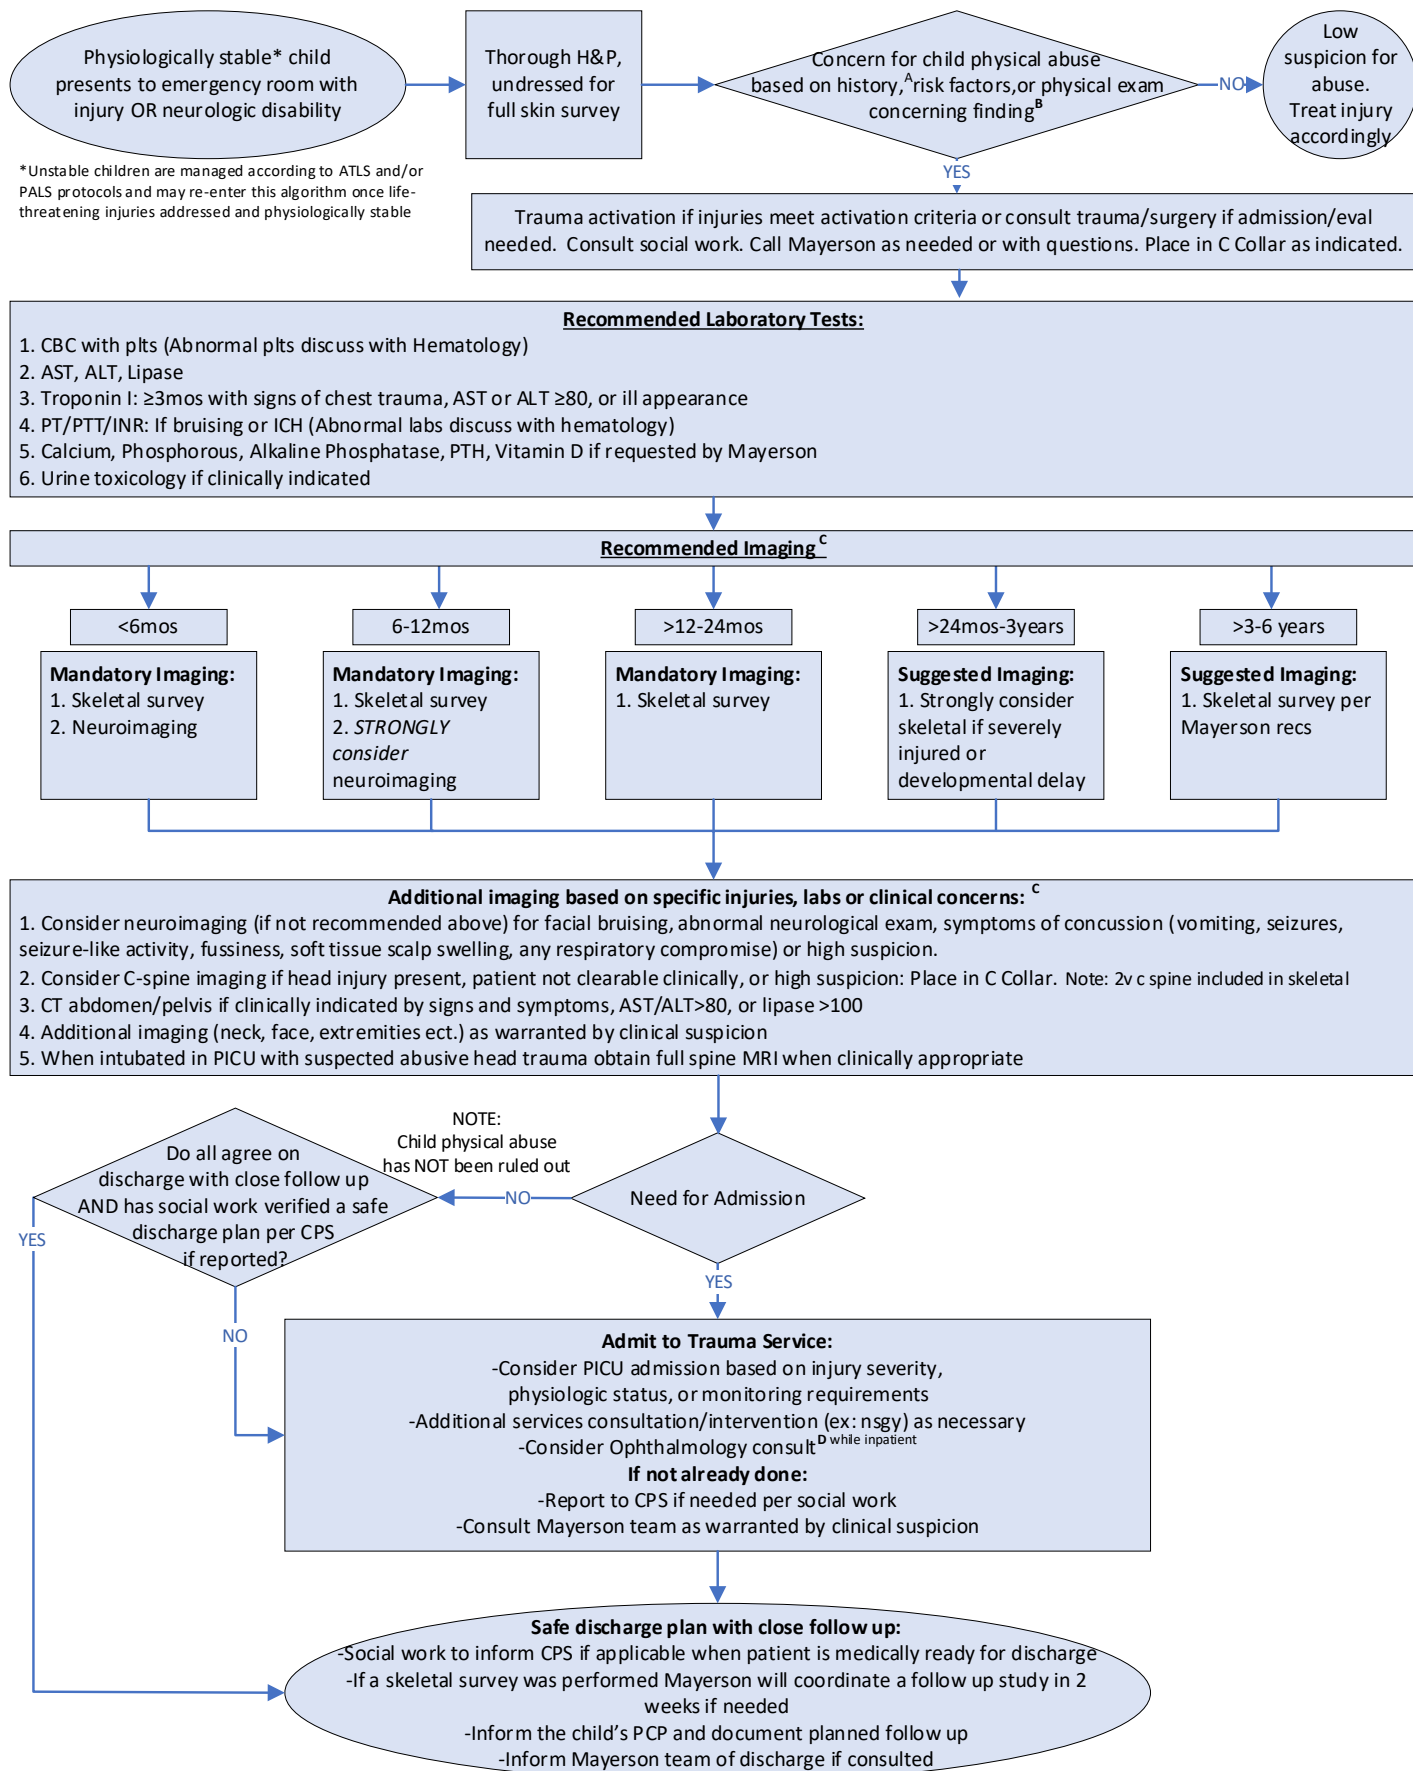 Physiologically stable* child
presents to emergency room with
injury OR neurologic disability
Thorough H&P,
undressed for
full skin survey
Concern for child physical abuse
based on history,A risk factors,or physical exam
concerning findingB
NO
Low
suspicion for
abuse.
Treat injury
accordingly
*Unstable children are managed according to ATLS and/or
PALS protocols and may re-enter this algorithm once life-
threatening injuries addressed and physiologically stable
YES
Trauma activation if injuries meet activation criteria or consult trauma/surgery if admission/eval
needed. Consult social work. Call Mayerson as needed or with questions. Place in C Collar as indicated.
Recommended Laboratory Tests:
1. CBC with plts (Abnormal plts discuss with Hematology)
2. AST, ALT, Lipase
3. Troponin I: ≥3mos with signs of chest trauma, AST or ALT ≥80, or ill appearance
4. PT/PTT/INR: If bruising or ICH (Abnormal labs discuss with hematology)
5. Calcium, Phosphorous, Alkaline Phosphatase, PTH, Vitamin D if requested by Mayerson
6. Urine toxicology if clinically indicated
Recommended Imaging C
<6mos
Mandatory Imaging:
1. Skeletal survey
2. Neuroimaging
6-12mos
Mandatory Imaging:
1. Skeletal survey
2. STRONGLY
consider
neuroimaging
>12-24mos
Mandatory Imaging:
1. Skeletal survey
>24mos-3years
Suggested Imaging:
1. Strongly consider
skeletal if severely
injured or
developmental delay
>3-6 years
Suggested Imaging:
1. Skeletal survey per
Mayerson recs
Additional imaging based on specific injuries, labs or clinical concerns: C
1. Consider neuroimaging (if not recommended above) for facial bruising, abnormal neurological exam, symptoms of concussion (vomiting, seizures,
seizure-like activity, fussiness, soft tissue scalp swelling, any respiratory compromise) or high suspicion.
2. Consider C-spine imaging if head injury present, patient not clearable clinically, or high suspicion: Place in C Collar. Note: 2v c spine included in skeletal
3. CT abdomen/pelvis if clinically indicated by signs and symptoms, AST/ALT>80, or lipase >100
4. Additional imaging (neck, face, extremities ect.) as warranted by clinical suspicion
5. When intubated in PICU with suspected abusive head trauma obtain full spine MRI when clinically appropriate
Need for Admission
NOTE:
Child physical abuse
has NOT been ruled out
NO
Do all agree on
discharge with close follow up
AND has social work verified a safe
discharge plan per CPS
if reported?
YES
NO
YES
Admit to Trauma Service:
-Consider PICU admission based on injury severity,
physiologic status, or monitoring requirements
-Additional services consultation/intervention (ex: nsgy) as necessary
-Consider Ophthalmology consultD while inpatient
If not already done:
-Report to CPS if needed per social work
-Consult Mayerson team as warranted by clinical suspicion
Safe discharge plan with close follow up:
-Social work to inform CPS if applicable when patient is medically ready for discharge
-If a skeletal survey was performed Mayerson will coordinate a follow up study in 2
weeks if needed
-Inform the child’s PCP and document planned follow up
-Inform Mayerson team of discharge if consulted